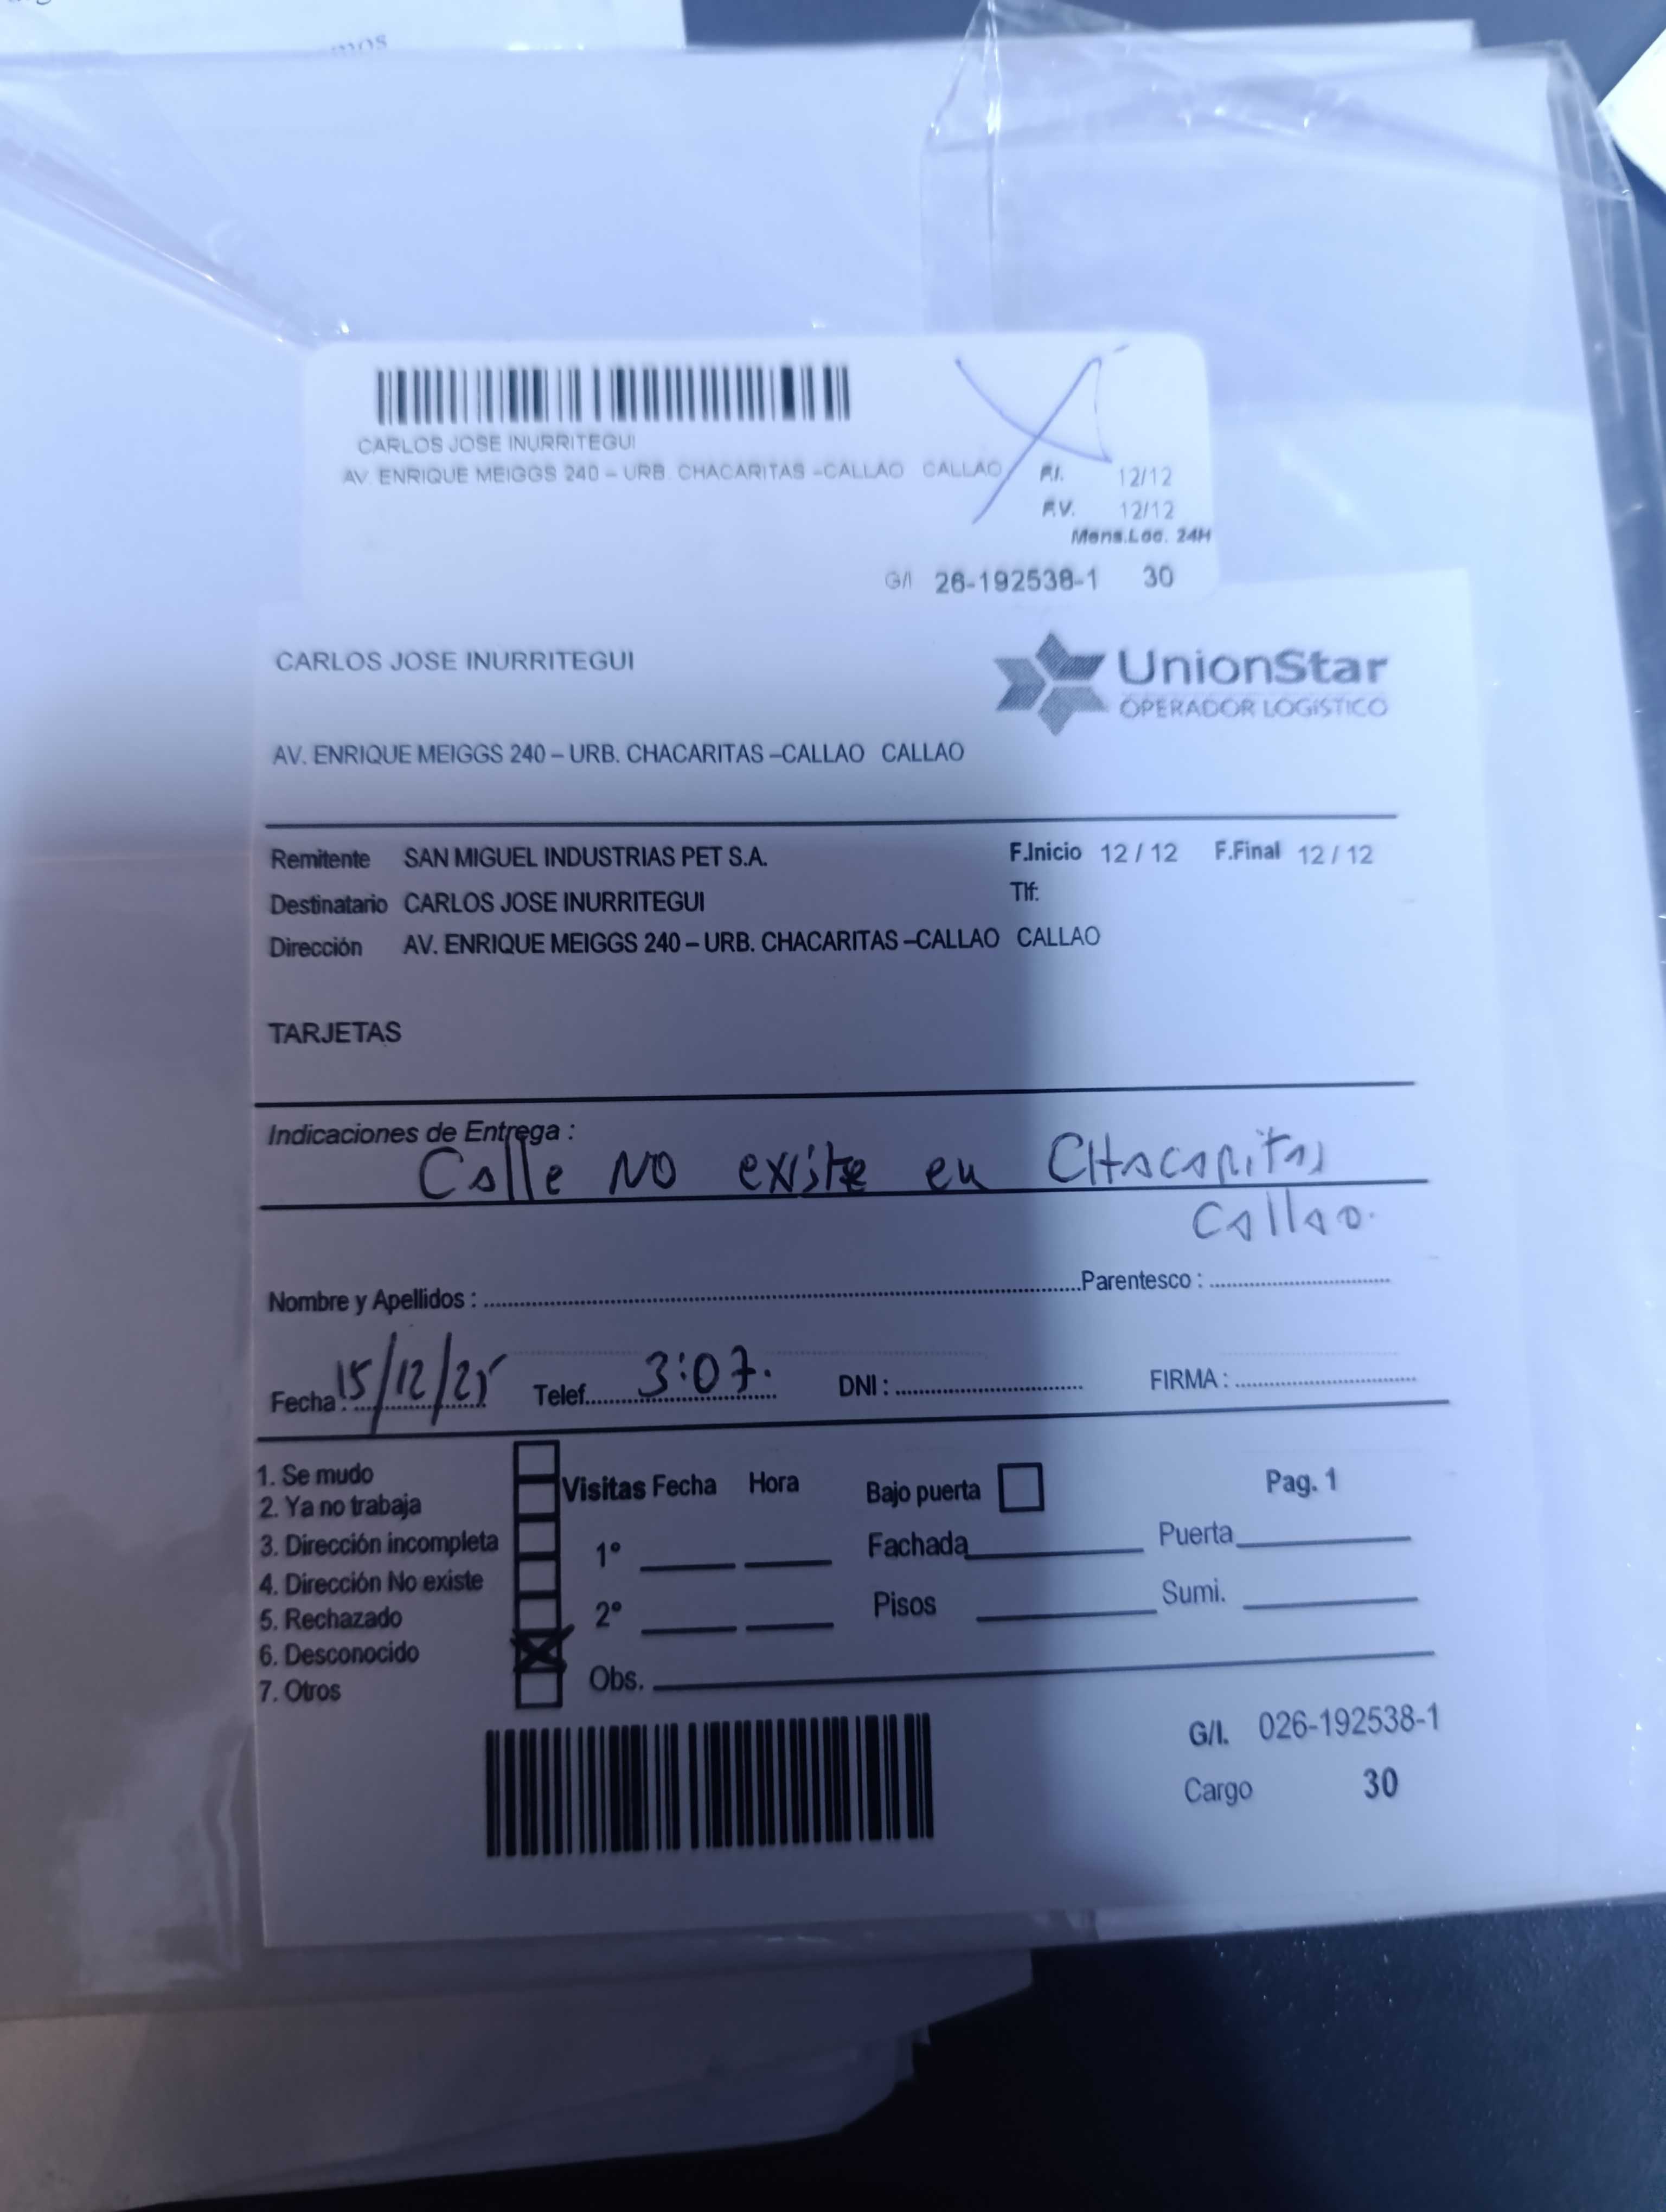 mos
CARLOS JOSE INURRITEGUI
AV. ENRIQUE MEIGGS 240 – URB. CHACARITAS –CALLAO CALLAO
F.I. 12/12
F.V. 12/12
Mens.Loc. 24H
G/I 26-192538-1 30
CARLOS JOSE INURRITEGUI
UnionStar
OPERADOR LOGÍSTICO
AV. ENRIQUE MEIGGS 240 – URB. CHACARITAS –CALLAO CALLAO
Remitente SAN MIGUEL INDUSTRIAS PET S.A. F.Inicio 12 / 12 F.Final 12 / 12
Destinatario CARLOS JOSE INURRITEGUI Tlf:
Dirección AV. ENRIQUE MEIGGS 240 – URB. CHACARITAS –CALLAO CALLAO
TARJETAS
Indicaciones de Entrega :
Calle NO existe en CHacaritas
Callao.
Nombre y Apellidos : Parentesco :
Fecha: 15/12/25 Telef. 3:07. DNI : FIRMA :
1. Se mudo
2. Ya no trabaja
3. Dirección incompleta
4. Dirección No existe
5. Rechazado
6. Desconocido
7. Otros
Visitas Fecha Hora
1°
2°
Obs.
Bajo puerta
Fachada
Pisos
Pag. 1
Puerta
Sumi.
G/I. 026-192538-1
Cargo 30